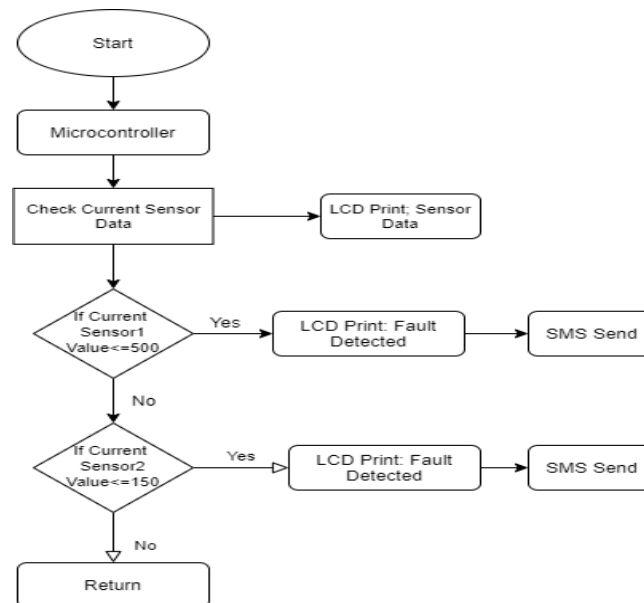 Start
Microcontroller
Check Current Sensor
Data
LCD Print; Sensor
Data
If Current
Sensor1
Value<=500
Yes
LCD Print: Fault
Detected
SMS Send
No
If Current
Sensor2
Value<=150
Yes
LCD Print: Fault
Detected
SMS Send
No
Return